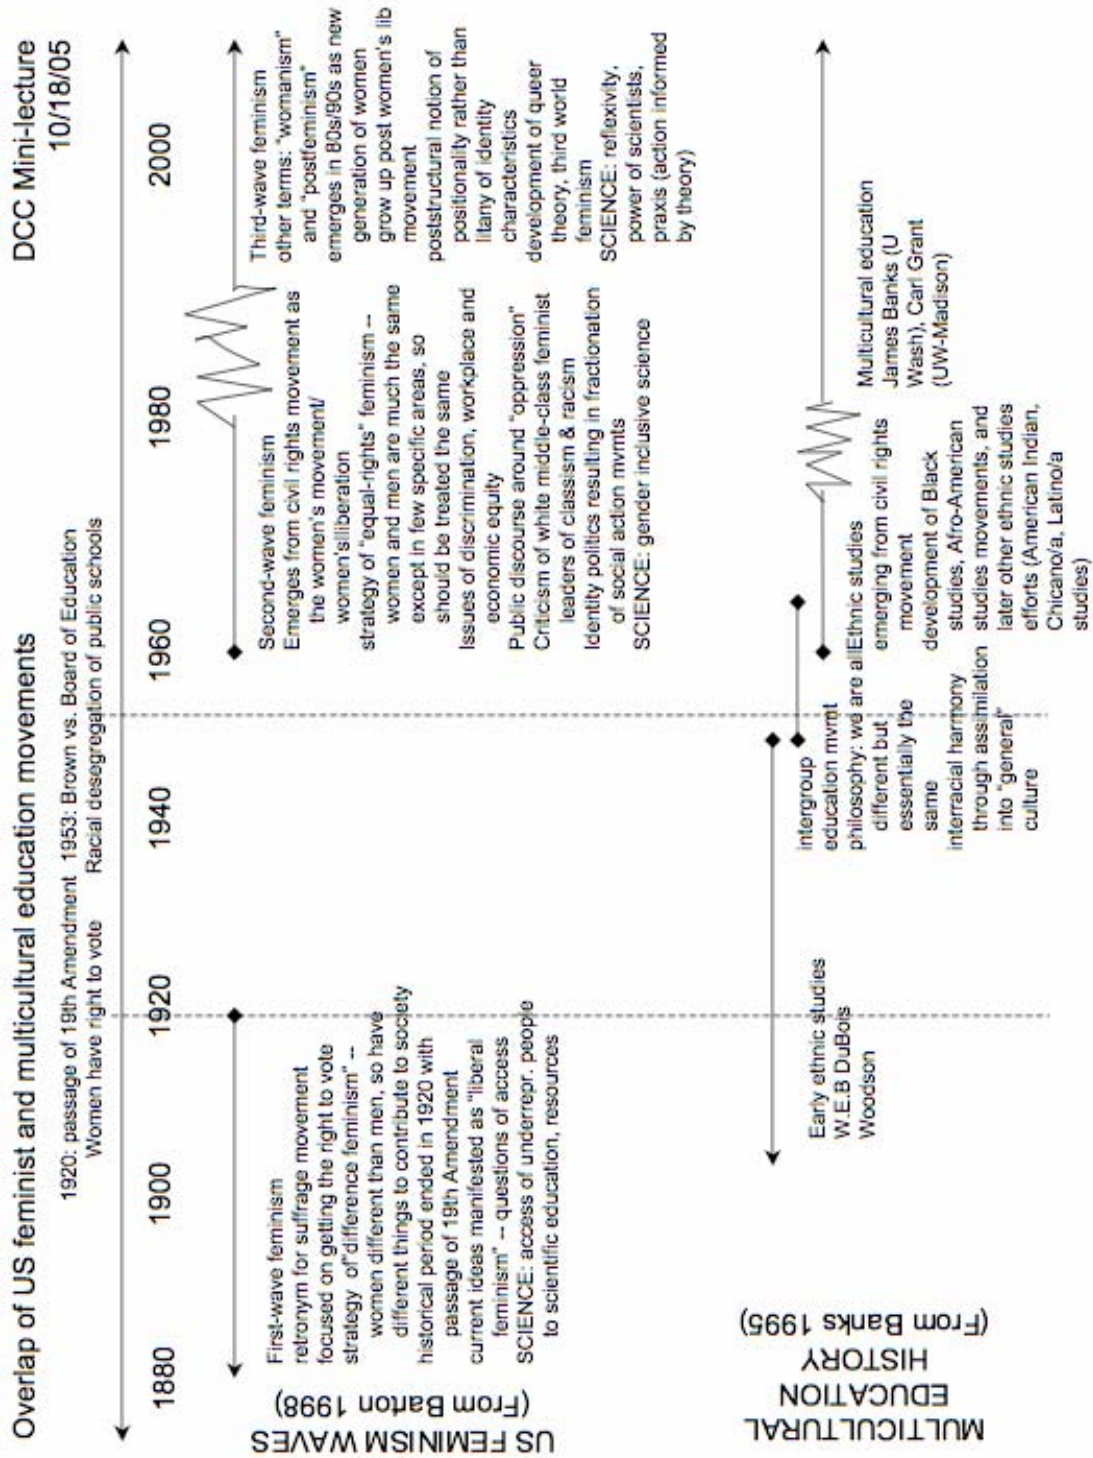 Overlap of US feminist and multicultural education movements
DCC Mini-lecture
10/18/05
1920: passage of 19th Amendment
Women have right to vote
1953: Brown vs. Board of Education
Racial desegregation of public schools
1880
1900
1920
1940
1960
1980
2000
US FEMINISM WAVES
(From Barton 1998)
First-wave feminism
retronym for suffrage movement
focused on getting the right to vote
strategy of"difference feminism" --
women different than men, so have
different things to contribute to society
historical period ended in 1920 with
passage of 19th Amendment
current ideas manifested as "liberal
feminism" -- questions of access
SCIENCE: access of underrepr. people
to scientific education, resources
Second-wave feminism
Emerges from civil rights movement as
the women's movement/
women'sliberation
strategy of "equal-rights" feminism --
women and men are much the same
except in few specific areas, so
should be treated the same
Issues of discrimination, workplace and
economic equity
Public discourse around "oppression"
Criticism of white middle-class feminist
leaders of classism & racism
Identity politics resulting in fractionation
of social action mvmts
SCIENCE: gender inclusive science
Third-wave feminism
other terms: "womanism"
and "postfeminism"
emerges in 80s/90s as new
generation of women
grow up post women's lib
movement
poststructural notion of
positionality rather than
litany of identity
characteristics
development of queer
theory, third world
feminism
SCIENCE: reflexivity,
power of scientists,
praxis (action informed
by theory)
MULTICULTURAL
EDUCATION
HISTORY
(From Banks 1995)
Early ethnic studies
W.E.B DuBois
Woodson
intergroup
education mvmt
philosophy: we are all
different but
essentially the
same
interracial harmony
through assimilation
into "general"
culture
Ethnic studies
emerging from civil rights
movement
development of Black
studies, Afro-American
studies movements, and
later other ethnic studies
efforts (American Indian,
Chicano/a, Latino/a
studies)
Multicultural education
James Banks (U
Wash), Carl Grant
(UW-Madison)